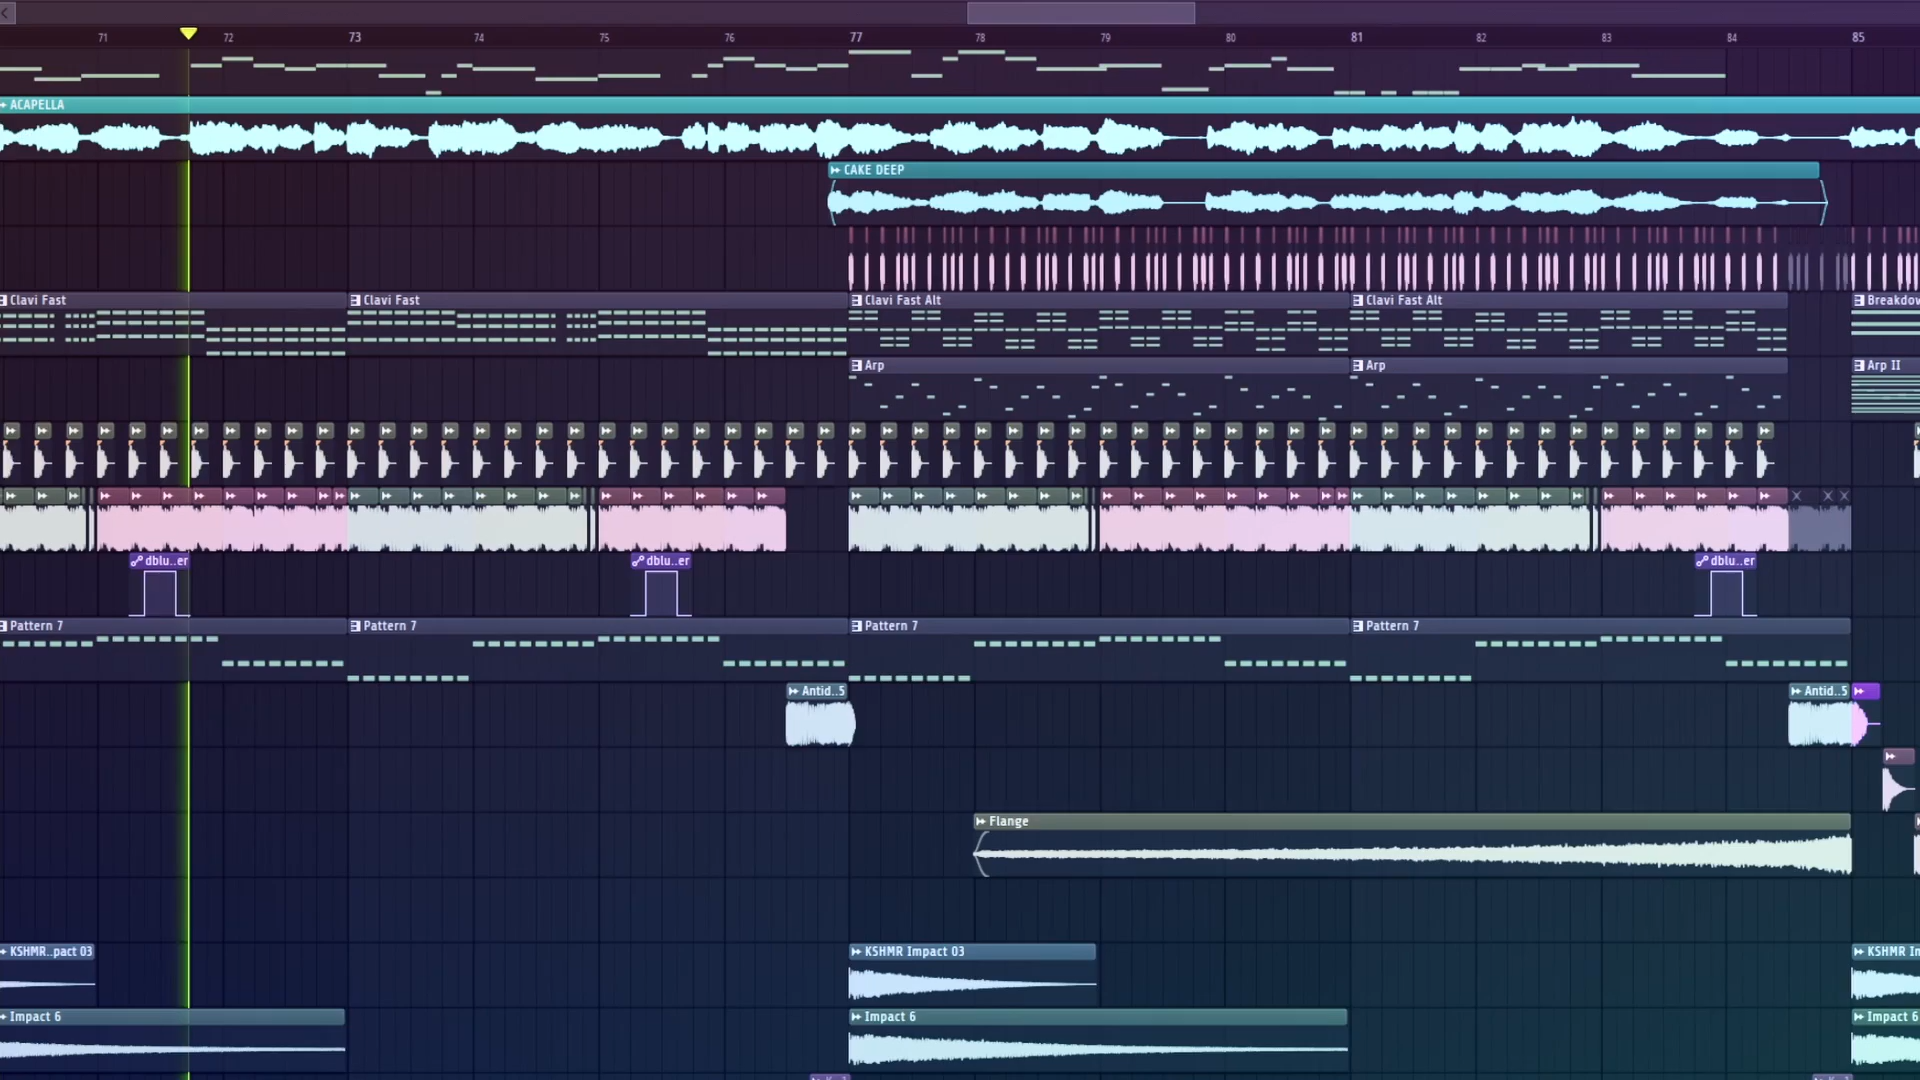 71 72 73 74 75 76 77 78 79 80 81 82 83 84 85
ACAPELLA
CAKE DEEP
Clavi Fast Clavi Fast Clavi Fast Alt Clavi Fast Alt Breakdow
Arp Arp Arp II
dblu..er dblu..er dblu..er
Pattern 7 Pattern 7 Pattern 7 Pattern 7
Antid..5 Antid..5
Flange
KSHMR..pact 03 KSHMR Impact 03 KSHMR Im
Impact 6 Impact 6 Impact 6